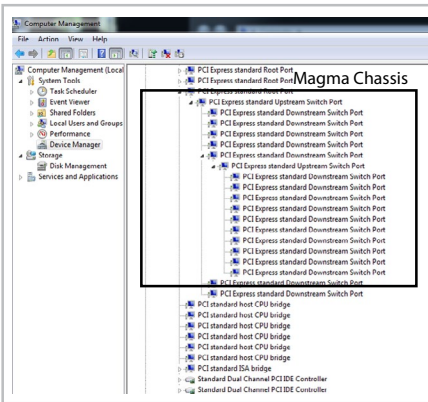 Computer Management
File Action View Help
Computer Management (Local
System Tools
Task Scheduler
Event Viewer
Shared Folders
Local Users and Groups
Performance
Device Manager
Storage
Disk Management
Services and Applications
PCI Express standard Root Port
Magma Chassis
PCI Express standard Root Port
PCI Express standard Root Port
PCI Express standard Upstream Switch Port
PCI Express standard Downstream Switch Port
PCI Express standard Downstream Switch Port
PCI Express standard Downstream Switch Port
PCI Express standard Downstream Switch Port
PCI Express standard Downstream Switch Port
PCI Express standard Upstream Switch Port
PCI Express standard Downstream Switch Port
PCI Express standard Downstream Switch Port
PCI Express standard Downstream Switch Port
PCI Express standard Downstream Switch Port
PCI Express standard Downstream Switch Port
PCI Express standard Downstream Switch Port
PCI Express standard Downstream Switch Port
PCI Express standard Downstream Switch Port
PCI Express standard Downstream Switch Port
PCI Express standard Downstream Switch Port
PCI Express standard Downstream Switch Port
PCI standard host CPU bridge
PCI standard host CPU bridge
PCI standard host CPU bridge
PCI standard host CPU bridge
PCI standard host CPU bridge
PCI standard host CPU bridge
PCI standard ISA bridge
Standard Dual Channel PCI IDE Controller
Standard Dual Channel PCI IDE Controller